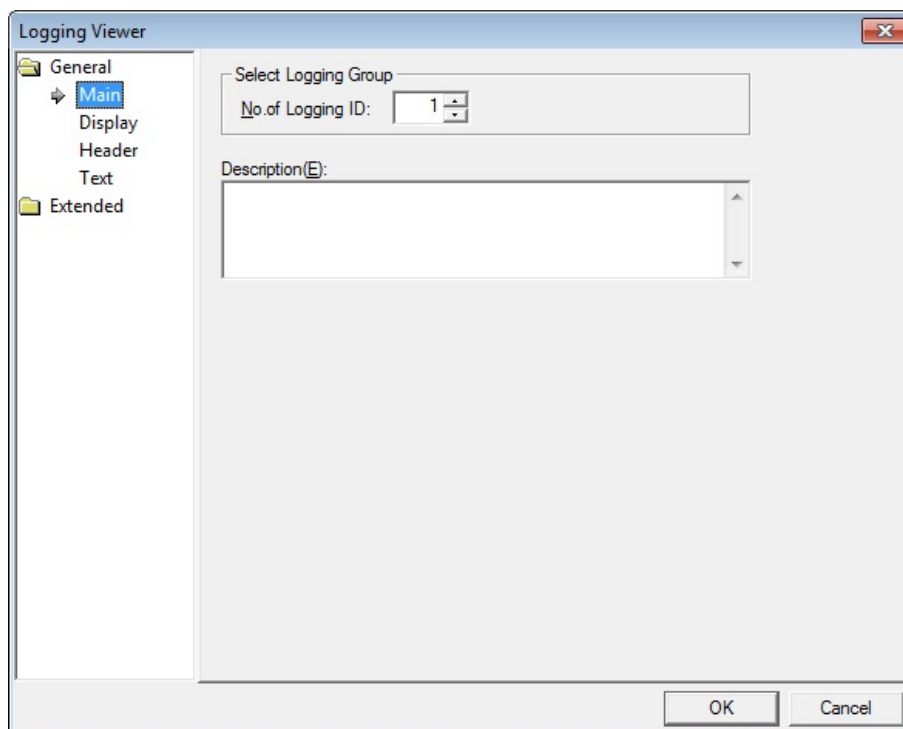 Logging Viewer
General
Main
Display
Header
Text
Extended
Select Logging Group
No.of Logging ID: 1
Description(E):
OK
Cancel